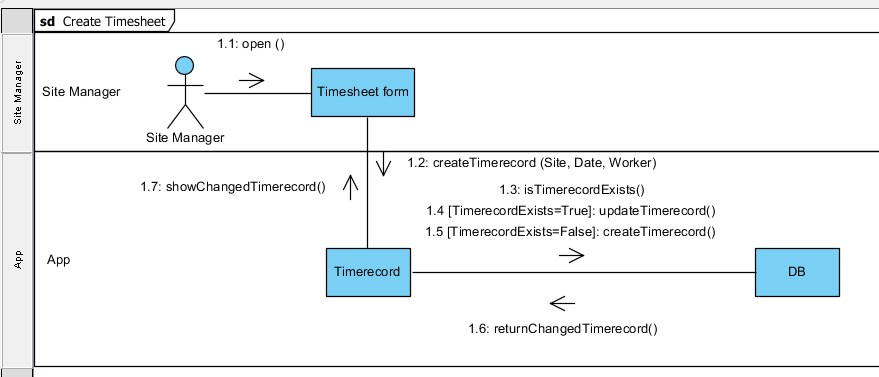 sd Create Timesheet
Site Manager
Site Manager
1.1: open ()
Timesheet form
Site Manager
App
App
1.2: createTimerecord (Site, Date, Worker)
1.7: showChangedTimerecord()
1.3: isTimerecordExists()
1.4 [TimerecordExists=True]: updateTimerecord()
1.5 [TimerecordExists=False]: createTimerecord()
Timerecord
DB
1.6: returnChangedTimerecord()